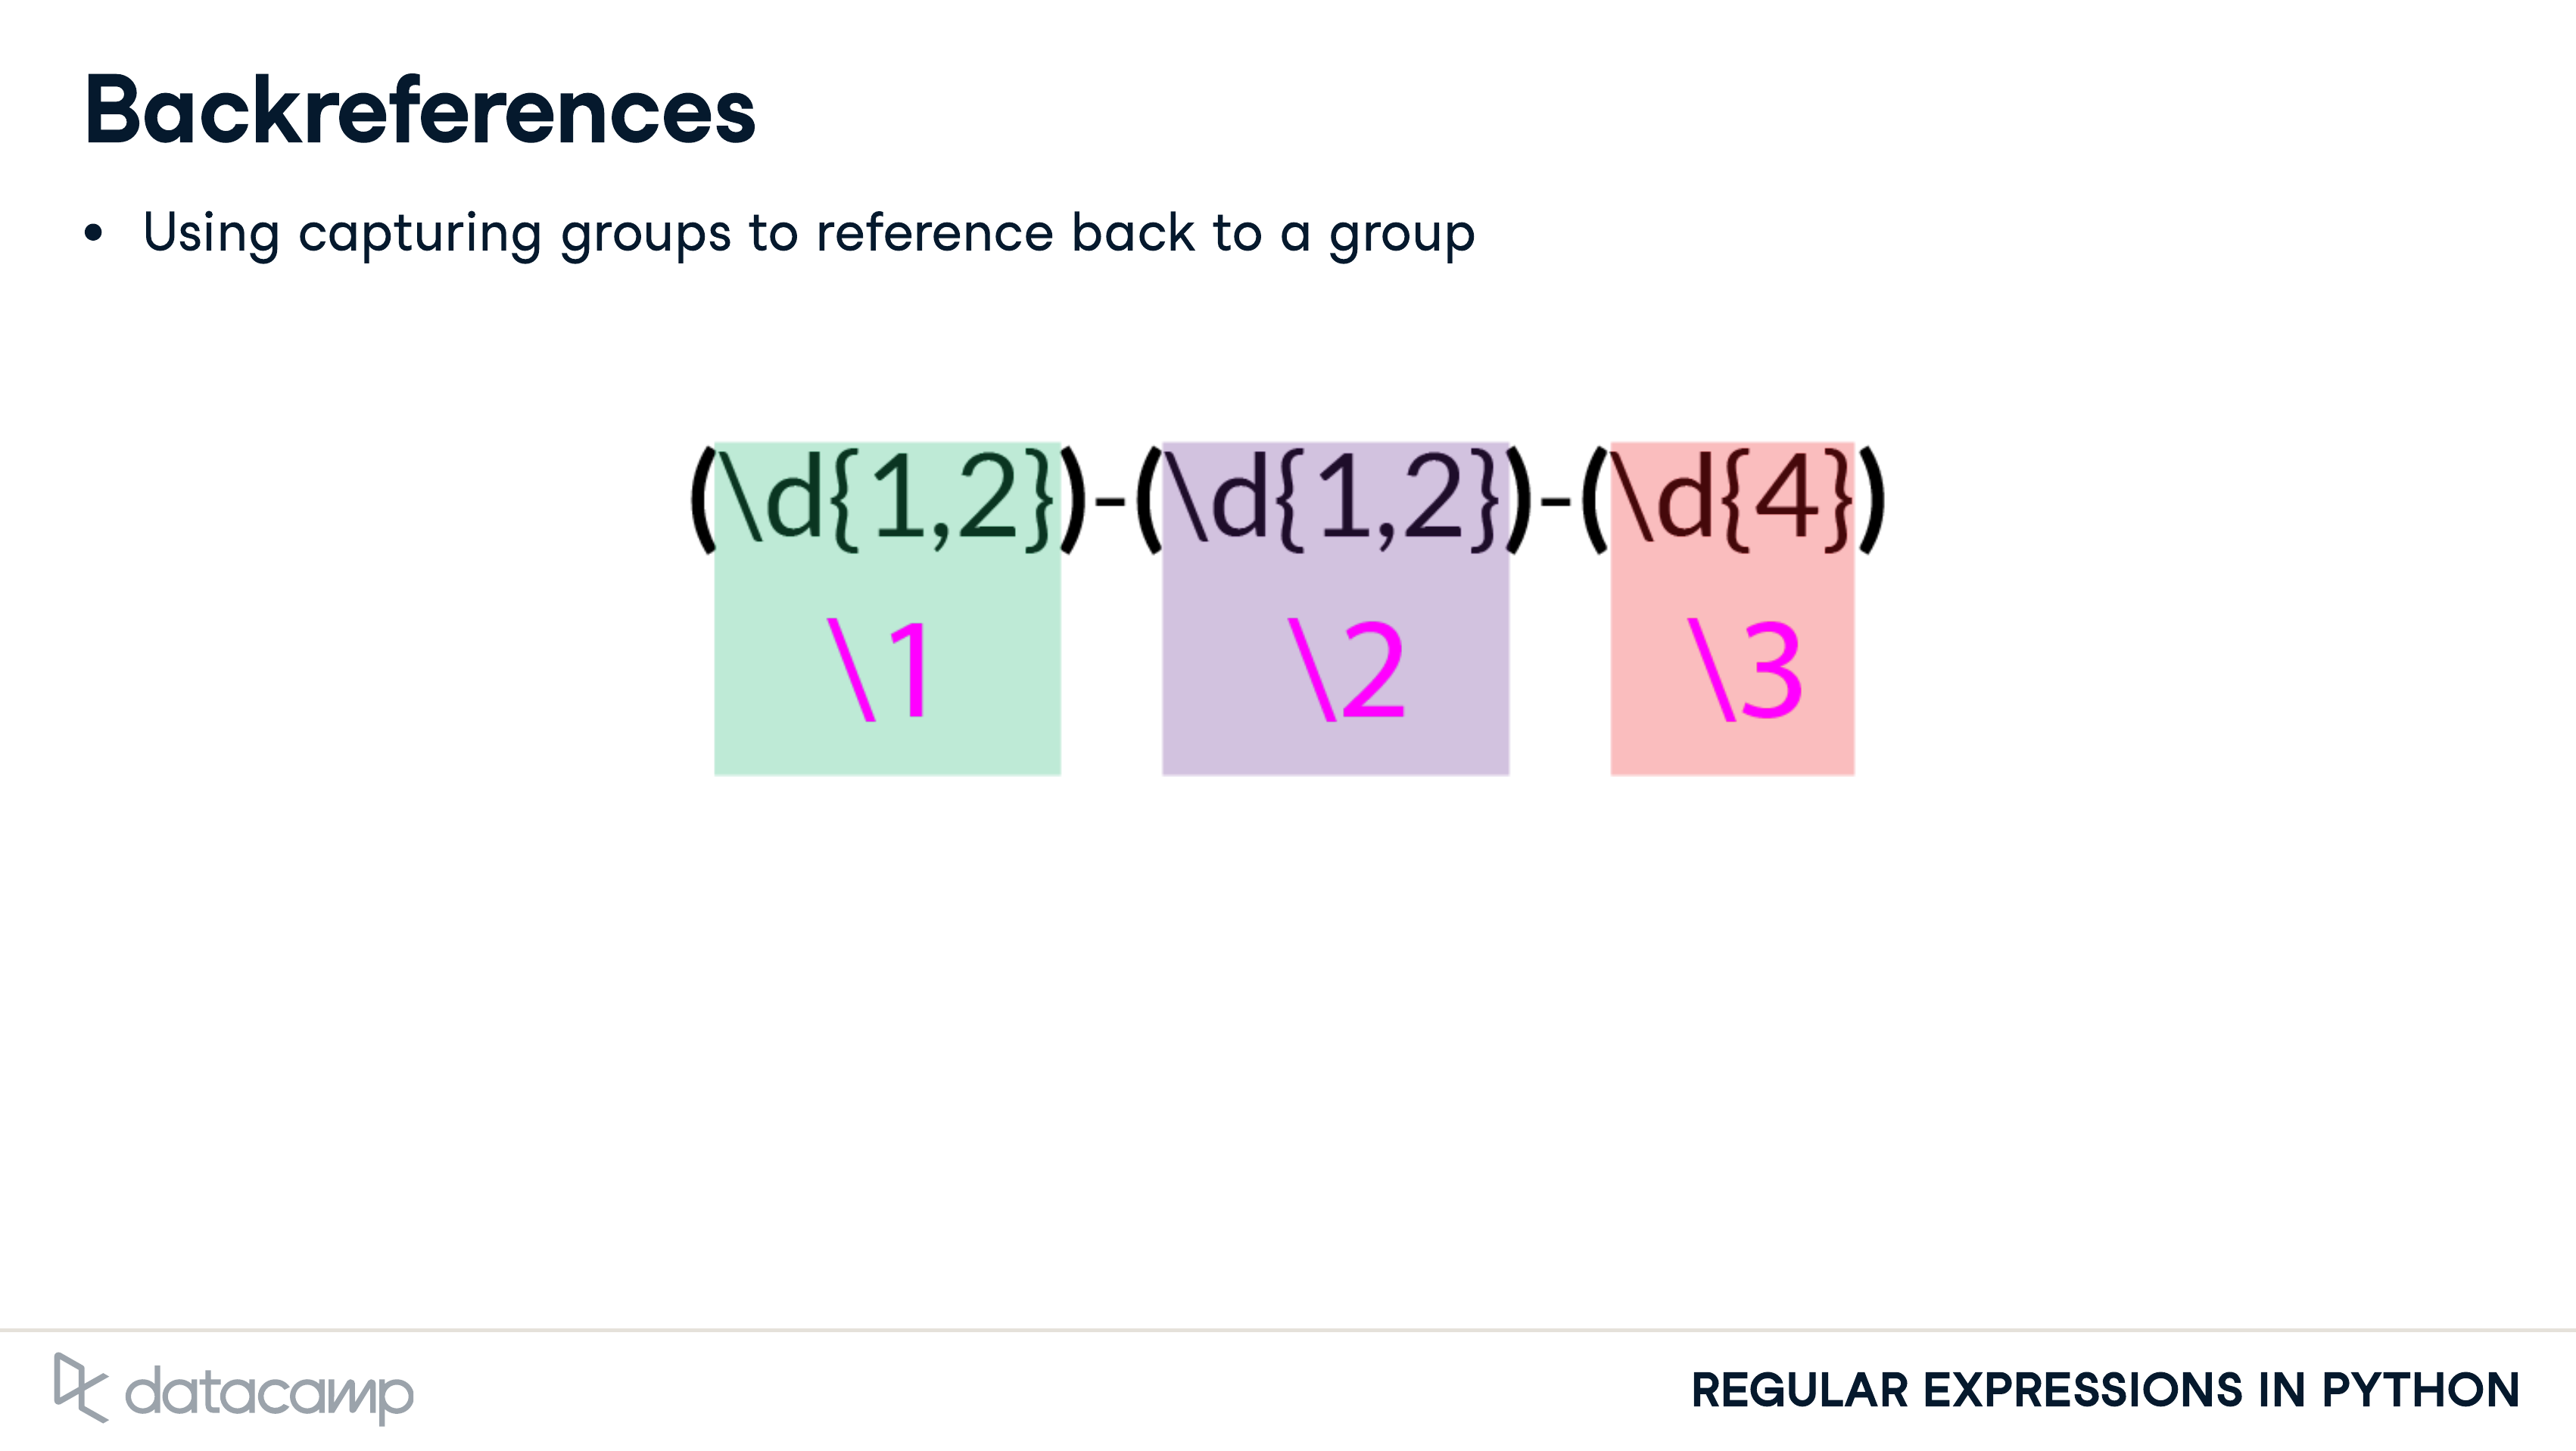 Backreferences
• Using capturing groups to reference back to a group
(\d{1,2})-(\d{1,2})-(\d{4})
\1 \2 \3
datacamp
REGULAR EXPRESSIONS IN PYTHON